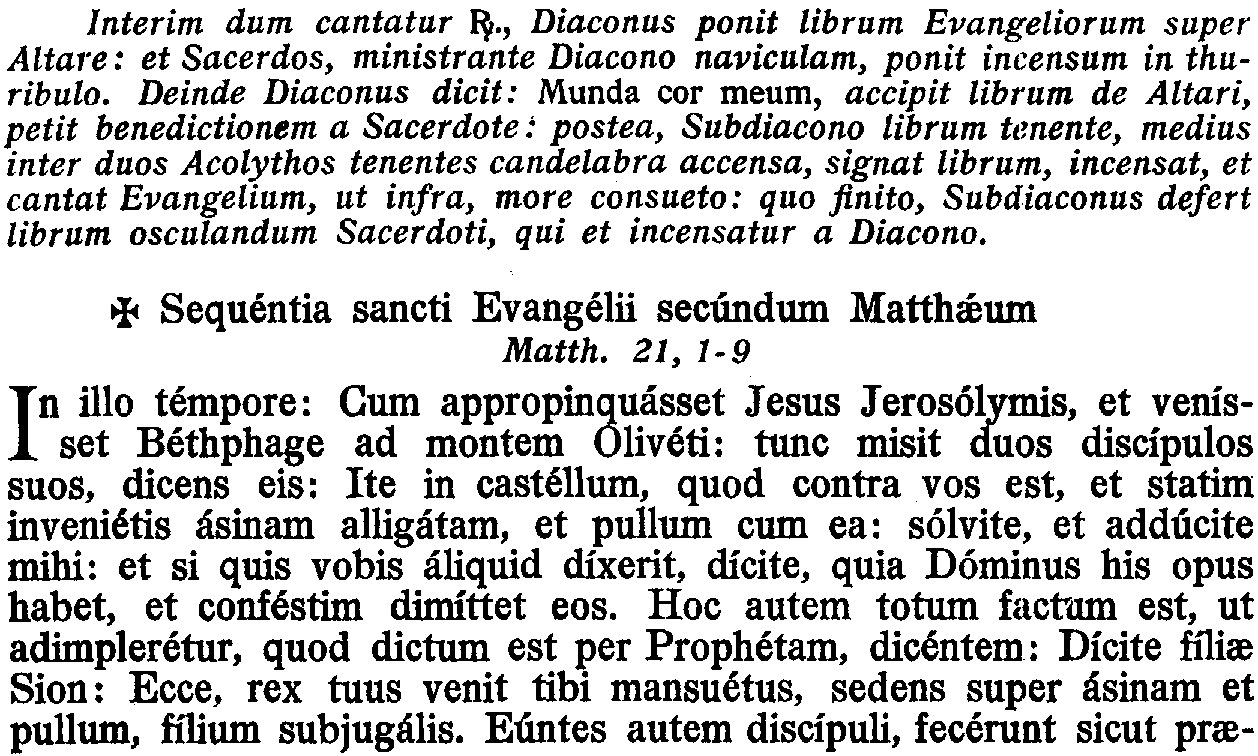 Interim dum cantatur ℟., Diaconus ponit librum Evangeliorum super
Altare: et Sacerdos, ministrante Diacono naviculam, ponit incensum in thu-
ribulo. Deinde Diaconus dicit: Munda cor meum, accipit librum de Altari,
petit benedictionem a Sacerdote: postea, Subdiacono librum tenente, medius
inter duos Acolythos tenentes candelabra accensa, signat librum, incensat, et
cantat Evangelium, ut infra, more consueto: quo finito, Subdiaconus defert
librum osculandum Sacerdoti, qui et incensatur a Diacono.
✠ Sequéntia sancti Evangélii secúndum Matthǽum
Matth. 21, 1-9
In illo témpore: Cum appropinquásset Jesus Jerosólymis, et venís-
set Béthphage ad montem Olivéti: tunc misit duos discípulos
suos, dicens eis: Ite in castéllum, quod contra vos est, et statim
inveniétis ásinam alligátam, et pullum cum ea: sólvite, et addúcite
mihi: et si quis vobis áliquid díxerit, dícite, quia Dóminus his opus
habet, et conféstim dimíttet eos. Hoc autem totum factum est, ut
adimplerétur, quod dictum est per Prophétam, dicéntem: Dícite fíliæ
Sion: Ecce, rex tuus venit tibi mansuétus, sedens super ásinam et
pullum, fílium subjugális. Eúntes autem discípuli, fecérunt sicut præ-